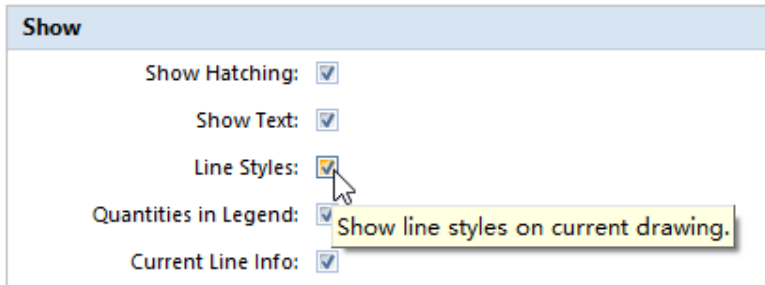 Show
Show Hatching:
Show Text:
Line Styles:
Quantities in Legend:
Show line styles on current drawing.
Current Line Info: